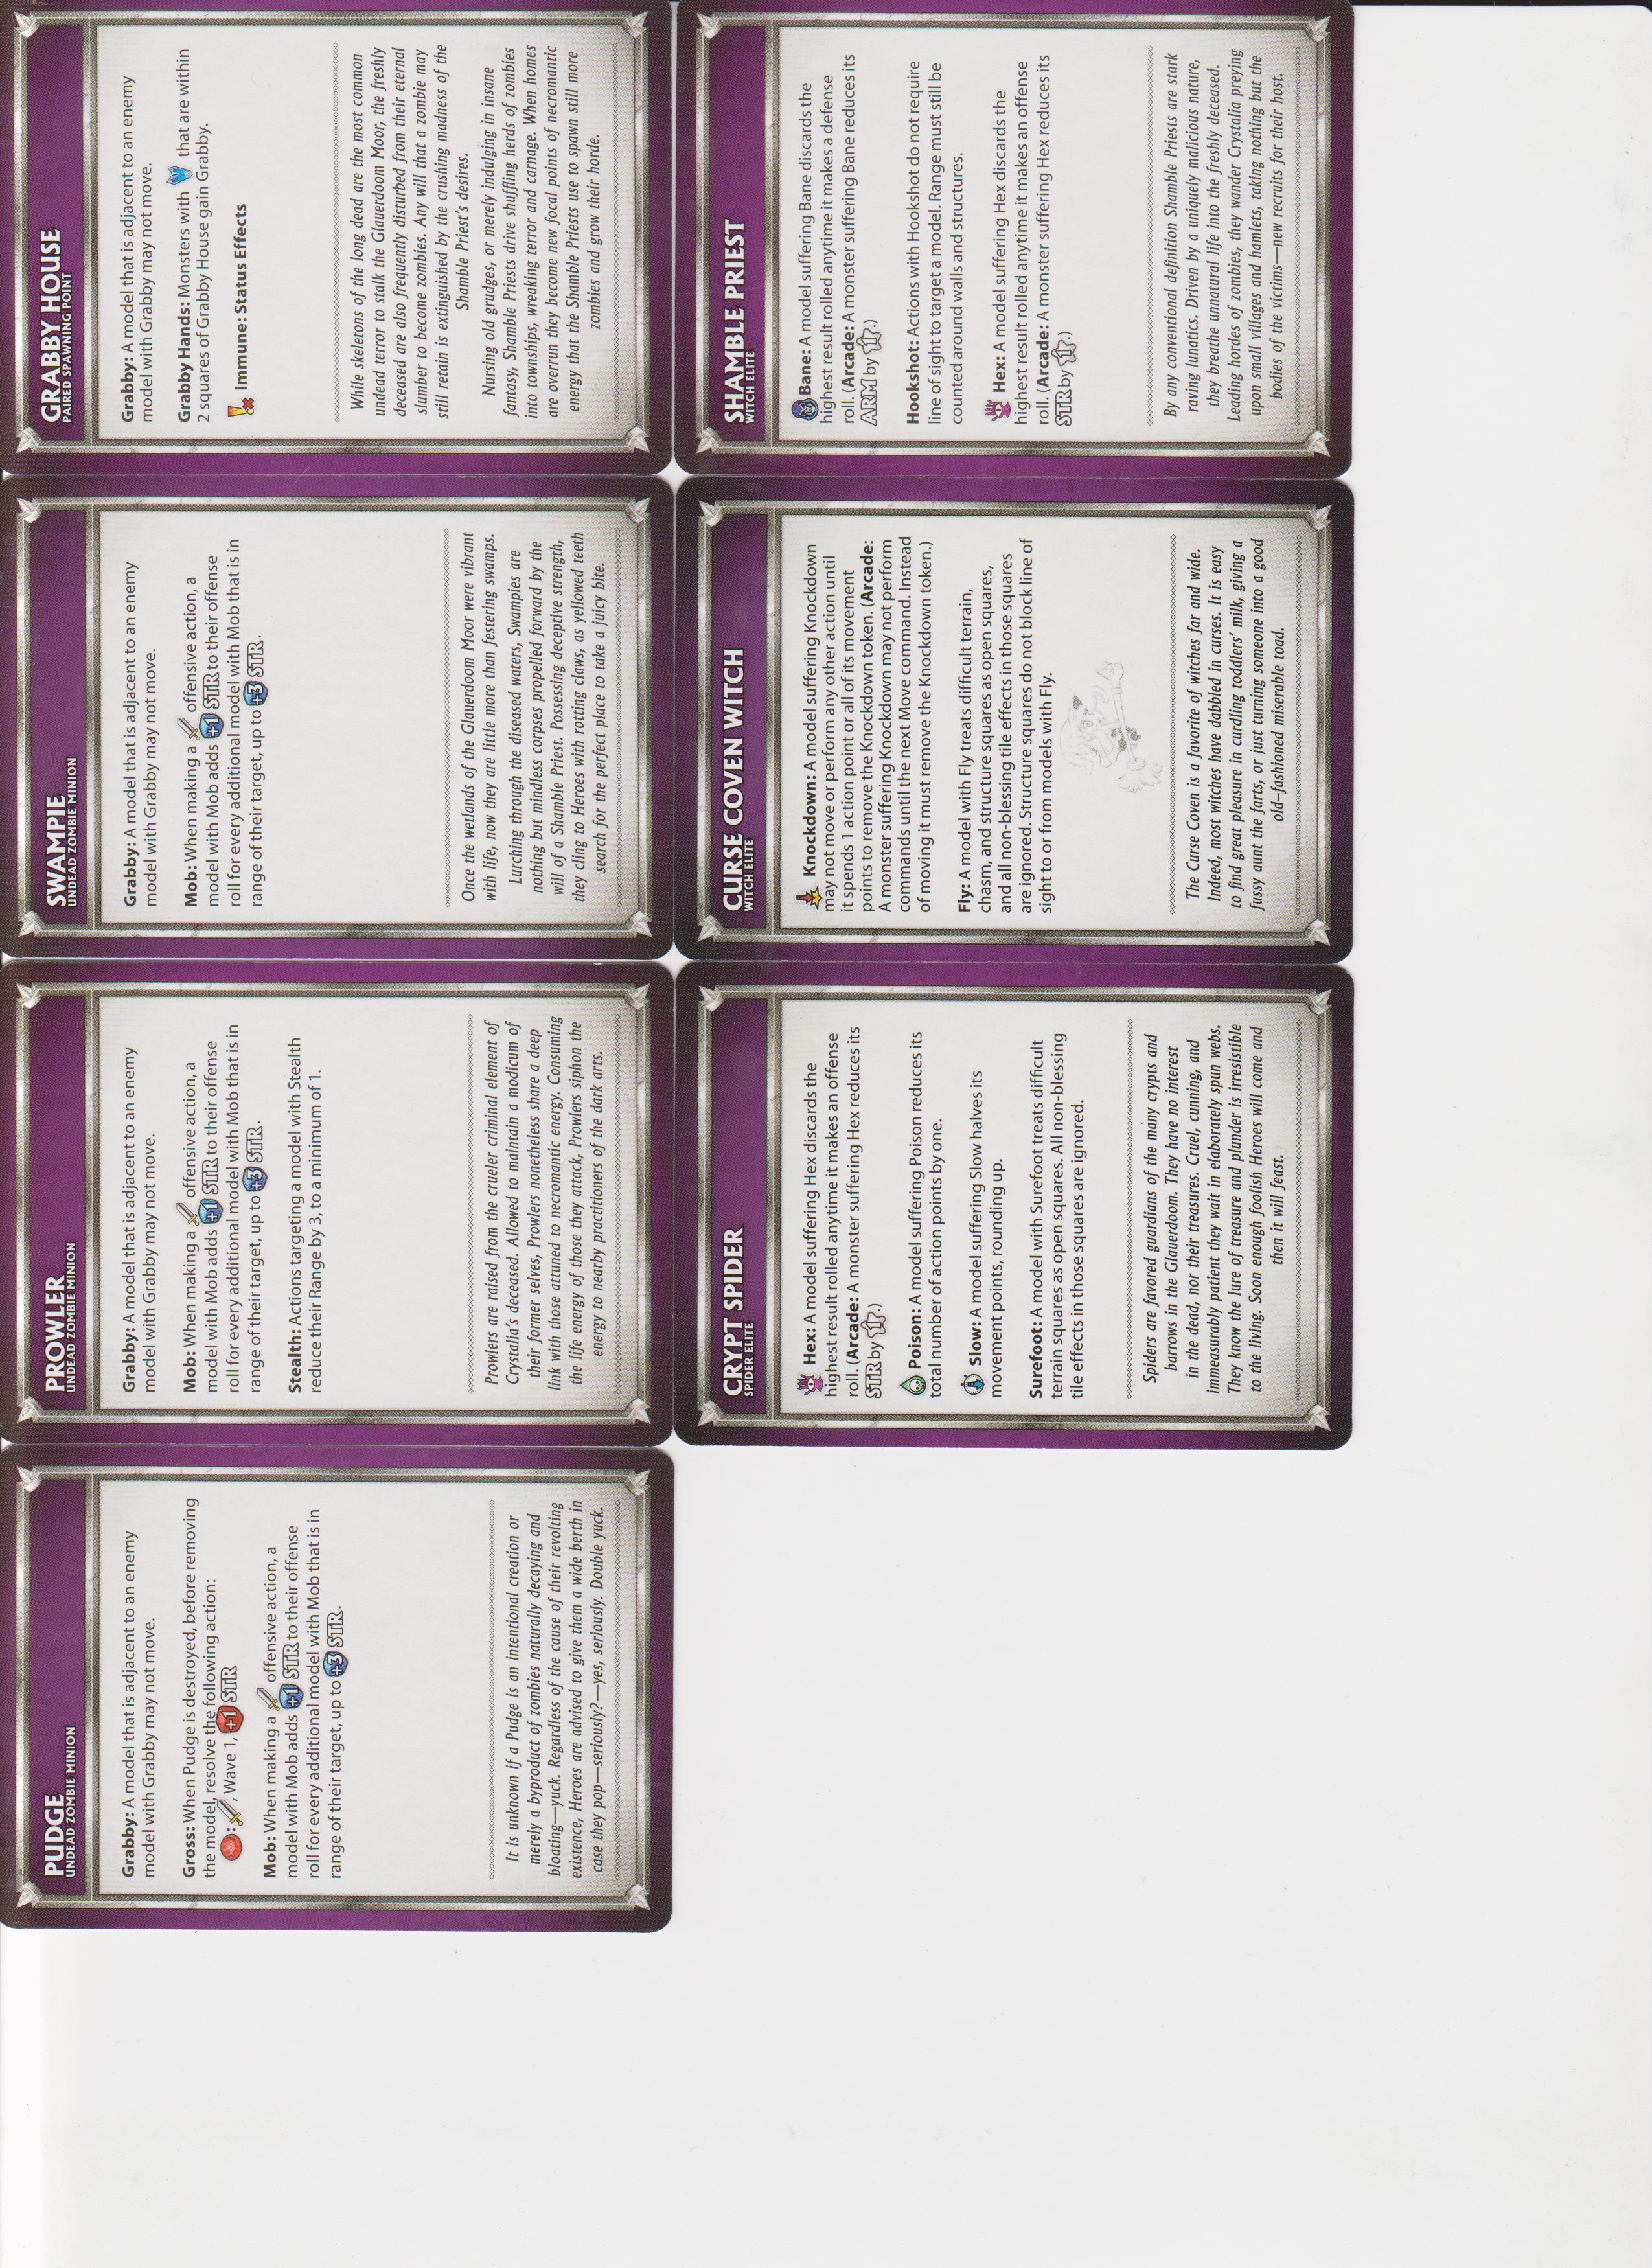 PUDGE
UNDEAD ZOMBIE MINION
Grabby: A model that is adjacent to an enemy
model with Grabby may not move.
Gross: When Pudge is destroyed, before removing
the model, resolve the following action:
: , Wave 1, +1 STR
Mob: When making a offensive action, a
model with Mob adds +1 STR to their offense
roll for every additional model with Mob that is in
range of their target, up to +3 STR.
It is unknown if a Pudge is an intentional creation or
merely a byproduct of zombies naturally decaying and
bloating—yuck. Regardless of the cause of their revolting
existence, Heroes are advised to give them a wide berth in
case they pop—seriously?—yes, seriously. Double yuck.
PROWLER
UNDEAD ZOMBIE MINION
Grabby: A model that is adjacent to an enemy
model with Grabby may not move.
Mob: When making a offensive action, a
model with Mob adds +1 STR to their offense
roll for every additional model with Mob that is in
range of their target, up to +3 STR.
Stealth: Actions targeting a model with Stealth
reduce their Range by 3, to a minimum of 1.
Prowlers are raised from the crueler criminal element of
Crystalia's deceased. Allowed to maintain a modicum of
their former selves, Prowlers nonetheless share a deep
link with those attuned to necromantic energy. Consuming
the life energy of those they attack, Prowlers siphon the
energy to nearby practitioners of the dark arts.
SWAMPIE
UNDEAD ZOMBIE MINION
Grabby: A model that is adjacent to an enemy
model with Grabby may not move.
Mob: When making a offensive action, a
model with Mob adds +1 STR to their offense
roll for every additional model with Mob that is in
range of their target, up to +3 STR.
Once the wetlands of the Glauerdoom Moor were vibrant
with life, now they are little more than festering swamps.
Lurching through the diseased waters, Swampies are
nothing but mindless corpses propelled forward by the
will of a Shamble Priest. Possessing deceptive strength,
they cling to Heroes with rotting claws, as yellowed teeth
search for the perfect place to take a juicy bite.
GRABBY HOUSE
PAIRED SPAWNING POINT
Grabby: A model that is adjacent to an enemy
model with Grabby may not move.
Grabby Hands: Monsters with that are within
2 squares of Grabby House gain Grabby.
Immune: Status Effects
While skeletons of the long dead are the most common
undead terror to stalk the Glauerdoom Moor, the freshly
deceased are also frequently disturbed from their eternal
slumber to become zombies. Any will that a zombie may
still retain is extinguished by the crushing madness of the
Shamble Priest's desires.
Nursing old grudges, or merely indulging in insane
fantasy, Shamble Priests drive shuffling herds of zombies
into townships, wreaking terror and carnage. When homes
are overrun they become new focal points of necromantic
energy that the Shamble Priests use to spawn still more
zombies and grow their horde.
CRYPT SPIDER
SPIDER ELITE
Hex: A model suffering Hex discards the
highest result rolled anytime it makes an offense
roll. (Arcade: A monster suffering Hex reduces its
STR by 1.)
Poison: A model suffering Poison reduces its
total number of action points by one.
Slow: A model suffering Slow halves its
movement points, rounding up.
Surefoot: A model with Surefoot treats difficult
terrain squares as open squares. All non-blessing
tile effects in those squares are ignored.
Spiders are favored guardians of the many crypts and
barrows in the Glauerdoom. They have no interest
in the dead, nor their treasures. Cruel, cunning, and
immeasurably patient they wait in elaborately spun webs.
They know the lure of treasure and plunder is irresistible
to the living. Soon enough foolish Heroes will come and
then it will feast.
CURSE COVEN WITCH
WITCH ELITE
Knockdown: A model suffering Knockdown
may not move or perform any other action until
it spends 1 action point or all of its movement
points to remove the Knockdown token. (Arcade:
A monster suffering Knockdown may not perform
commands until the next Move command. Instead
of moving it must remove the Knockdown token.)
Fly: A model with Fly treats difficult terrain,
chasm, and structure squares as open squares,
and all non-blessing tile effects in those squares
are ignored. Structure squares do not block line of
sight to or from models with Fly.
The Curse Coven is a favorite of witches far and wide.
Indeed, most witches have dabbled in curses. It is easy
to find great pleasure in curdling toddlers' milk, giving a
fussy aunt the farts, or just turning someone into a good
old-fashioned miserable toad.
SHAMBLE PRIEST
WITCH ELITE
Bane: A model suffering Bane discards the
highest result rolled anytime it makes a defense
roll. (Arcade: A monster suffering Bane reduces its
ARM by 1.)
Hookshot: Actions with Hookshot do not require
line of sight to target a model. Range must still be
counted around walls and structures.
Hex: A model suffering Hex discards the
highest result rolled anytime it makes an offense
roll. (Arcade: A monster suffering Hex reduces its
STR by 1.)
By any conventional definition Shamble Priests are stark
raving lunatics. Driven by a uniquely malicious nature,
they breathe unnatural life into the freshly deceased.
Leading hordes of zombies, they wander Crystalia preying
upon small villages and hamlets, taking nothing but the
bodies of the victims—new recruits for their host.